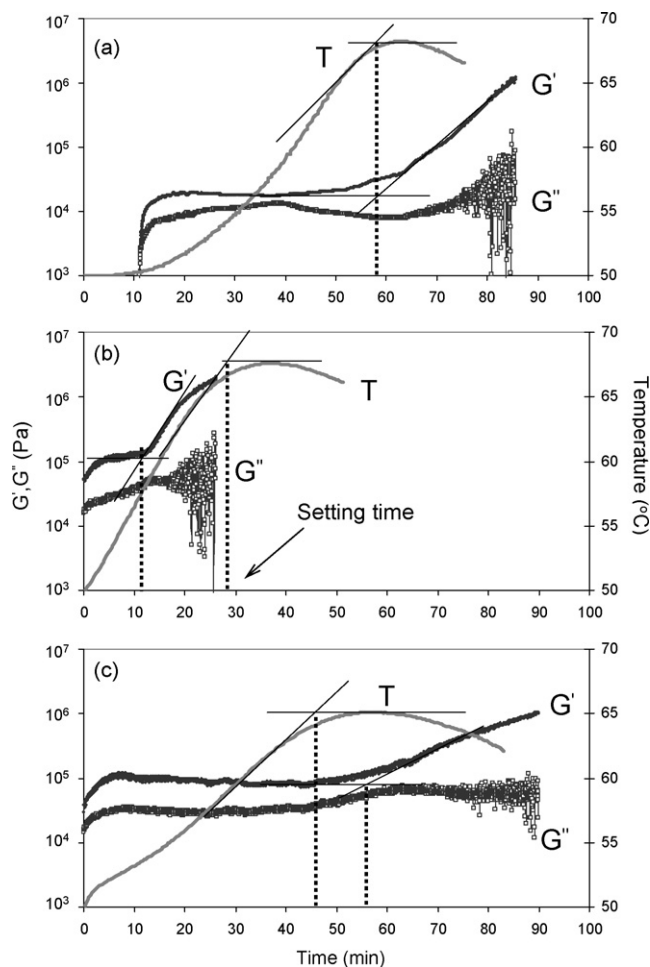 10⁷ 70
(a)
T
10⁶ 65
G'
10⁵ 60
G"
10⁴ 55
10³ 50
0 10 20 30 40 50 60 70 80 90 100
10⁷ 70
(b)
G' T
10⁶ 65
10⁵ 60
G"
Setting time
10⁴ 55
10³ 50
0 10 20 30 40 50 60 70 80 90 100
G',G" (Pa)
Temperature (°C)
10⁷ 70
(c)
T G'
10⁶ 65
10⁵ 60
G"
10⁴ 55
10³ 50
0 10 20 30 40 50 60 70 80 90 100
Time (min)